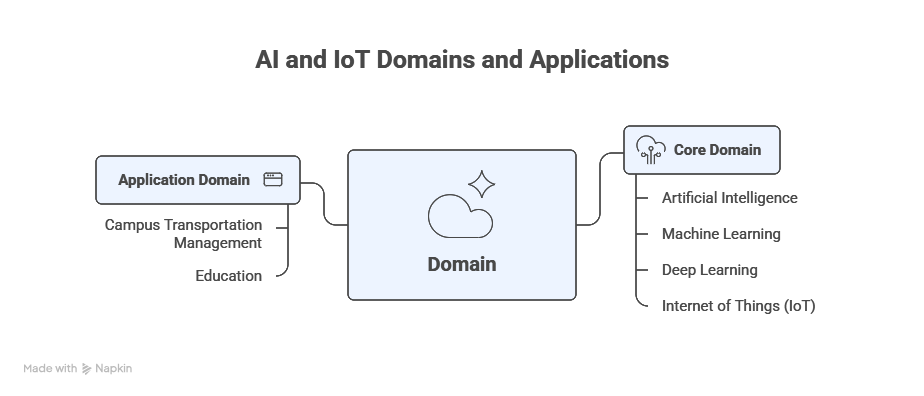 AI and IoT Domains and Applications
Application Domain
Campus Transportation
Management
Education
Domain
Core Domain
Artificial Intelligence
Machine Learning
Deep Learning
Internet of Things (IoT)
Made with Napkin